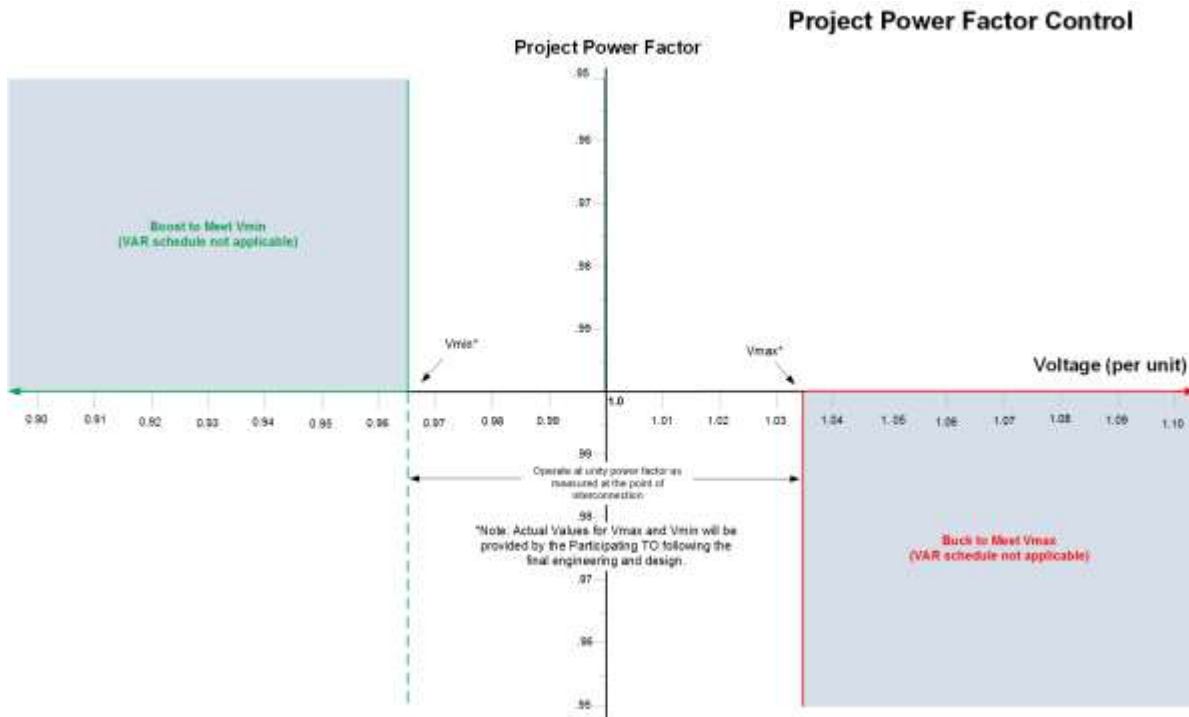 Project Power Factor Control
Project Power Factor
.95
.96
.97
.98
.99
Boost to Meet Vmin
(VAR schedule not applicable)
Vmin*
Vmax*
Voltage (per unit)
0.90 0.91 0.92 0.93 0.94 0.95 0.96 0.97 0.98 0.99 1.0 1.01 1.02 1.03 1.04 1.05 1.06 1.07 1.08 1.09 1.10
.99
Operate at unity power factor as
measured at the point of
interconnection
.98
*Note: Actual Values for Vmax and Vmin will be
provided by the Participating TO following the
final engineering and design.
Buck to Meet Vmax
(VAR schedule not applicable)
.97
.96
.95